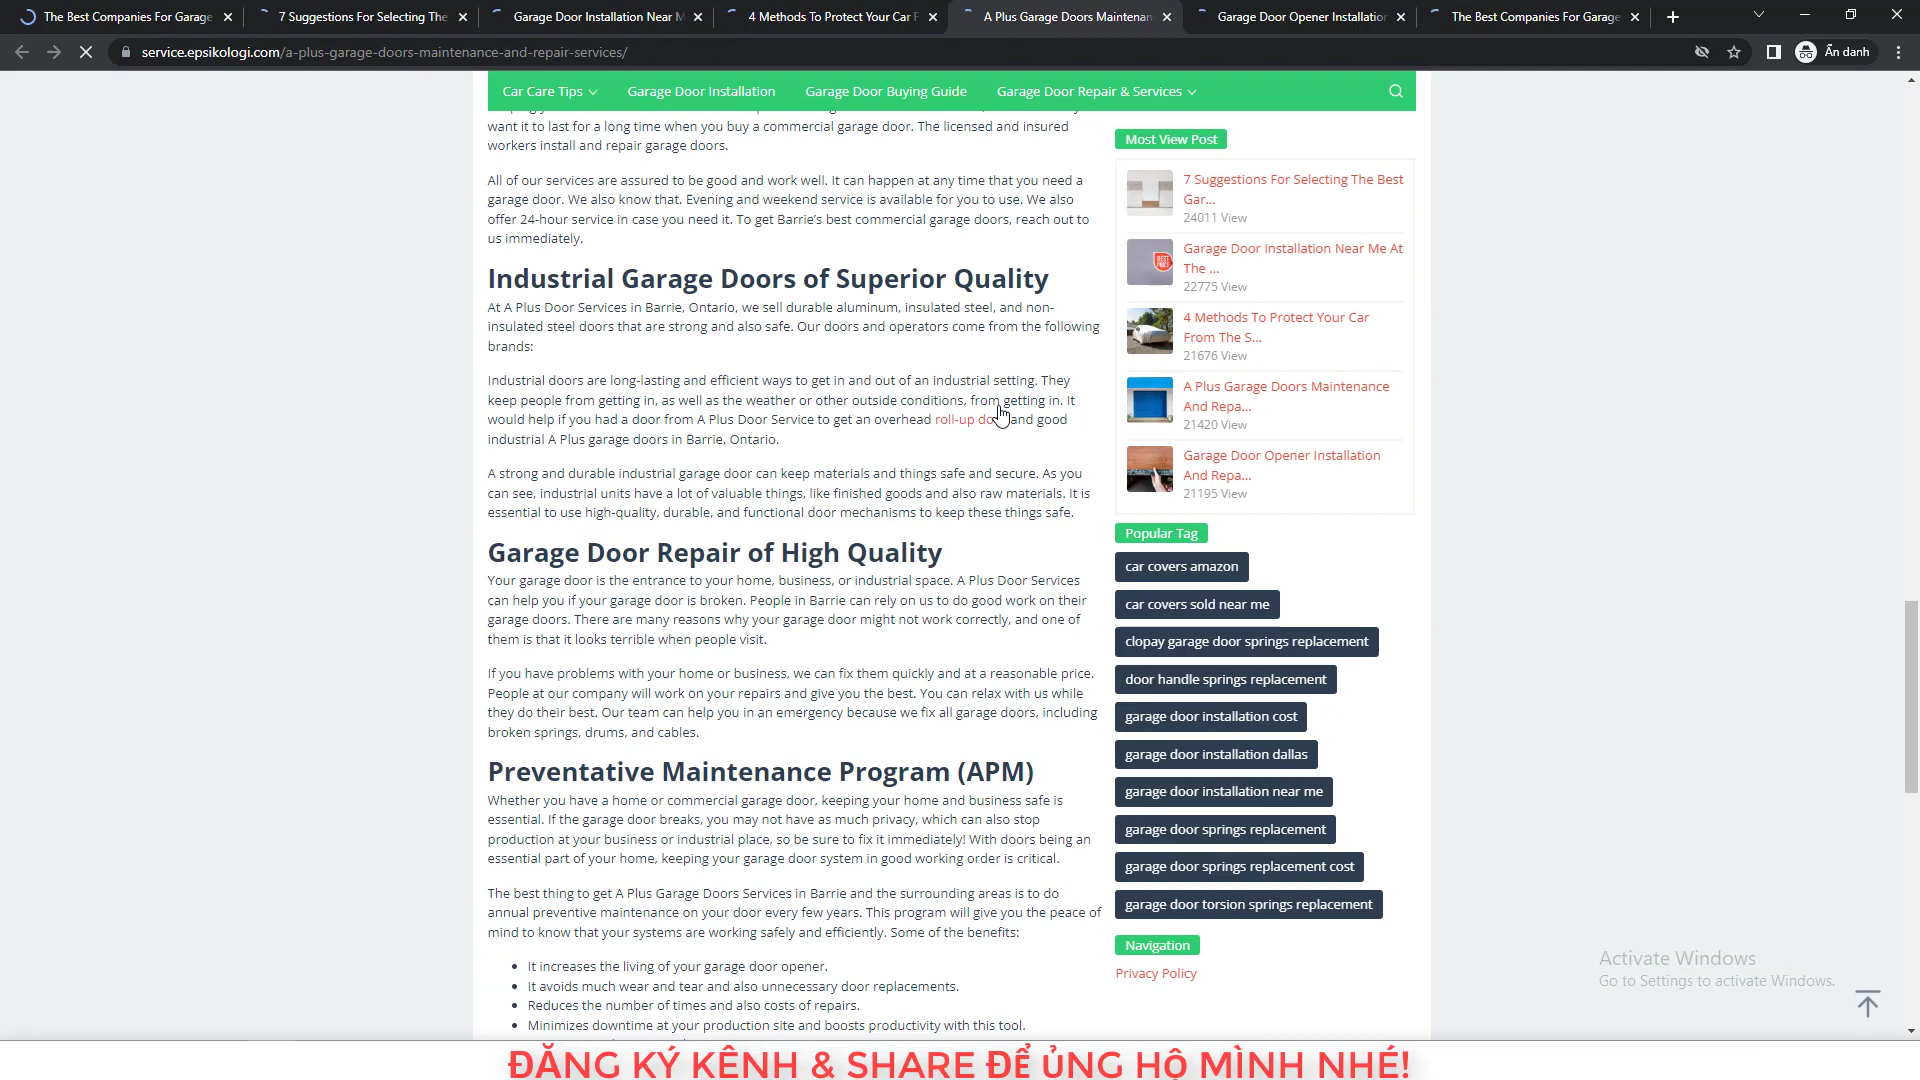 The Best Companies For Garage
7 Suggestions For Selecting The
Garage Door Installation Near M
4 Methods To Protect Your Car F
A Plus Garage Doors Maintenan
Garage Door Opener Installation
The Best Companies For Garage
service.epsikologi.com/a-plus-garage-doors-maintenance-and-repair-services/
Ẩn danh
Car Care Tips
Garage Door Installation
Garage Door Buying Guide
Garage Door Repair & Services
want it to last for a long time when you buy a commercial garage door. The licensed and insured
workers install and repair garage doors.
All of our services are assured to be good and work well. It can happen at any time that you need a
garage door. We also know that. Evening and weekend service is available for you to use. We also
offer 24-hour service in case you need it. To get Barrie's best commercial garage doors, reach out to
us immediately.
Industrial Garage Doors of Superior Quality
At A Plus Door Services in Barrie, Ontario, we sell durable aluminum, insulated steel, and non-
insulated steel doors that are strong and also safe. Our doors and operators come from the following
brands:
Industrial doors are long-lasting and efficient ways to get in and out of an industrial setting. They
keep people from getting in, as well as the weather or other outside conditions, from getting in. It
would help if you had a door from A Plus Door Service to get an overhead roll-up do and good
industrial A Plus garage doors in Barrie, Ontario.
A strong and durable industrial garage door can keep materials and things safe and secure. As you
can see, industrial units have a lot of valuable things, like finished goods and also raw materials. It is
essential to use high-quality, durable, and functional door mechanisms to keep these things safe.
Garage Door Repair of High Quality
Your garage door is the entrance to your home, business, or industrial space. A Plus Door Services
can help you if your garage door is broken. People in Barrie can rely on us to do good work on their
garage doors. There are many reasons why your garage door might not work correctly, and one of
them is that it looks terrible when people visit.
If you have problems with your home or business, we can fix them quickly and at a reasonable price.
People at our company will work on your repairs and give you the best. You can relax with us while
they do their best. Our team can help you in an emergency because we fix all garage doors, including
broken springs, drums, and cables.
Preventative Maintenance Program (APM)
Whether you have a home or commercial garage door, keeping your home and business safe is
essential. If the garage door breaks, you may not have as much privacy, which can also stop
production at your business or industrial place, so be sure to fix it immediately! With doors being an
essential part of your home, keeping your garage door system in good working order is critical.
The best thing to get A Plus Garage Doors Services in Barrie and the surrounding areas is to do
annual preventive maintenance on your door every few years. This program will give you the peace of
mind to know that your systems are working safely and efficiently. Some of the benefits:
It increases the living of your garage door opener.
It avoids much wear and tear and also unnecessary door replacements.
Reduces the number of times and also costs of repairs.
Minimizes downtime at your production site and boosts productivity with this tool.
Most View Post
7 Suggestions For Selecting The Best
Gar...
24011 View
Garage Door Installation Near Me At
The ...
22775 View
BEST
4 Methods To Protect Your Car
From The S...
21676 View
A Plus Garage Doors Maintenance
And Repa...
21420 View
Garage Door Opener Installation
And Repa...
21195 View
Popular Tag
car covers amazon
car covers sold near me
clopay garage door springs replacement
door handle springs replacement
garage door installation cost
garage door installation dallas
garage door installation near me
garage door springs replacement
garage door springs replacement cost
garage door torsion springs replacement
Navigation
Privacy Policy
Activate Windows
Go to Settings to activate Windows.
ĐĂNG KÝ KÊNH & SHARE ĐỂ ỦNG HỘ MÌNH NHÉ!